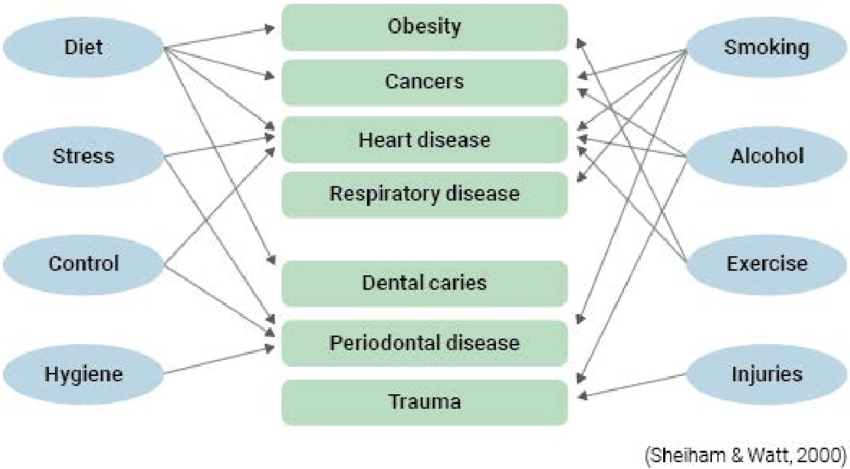 Diet
Obesity
Smoking
Cancers
Stress
Heart disease
Alcohol
Respiratory disease
Control
Dental caries
Exercise
Periodontal disease
Hygiene
Trauma
Injuries
(Sheiham & Watt, 2000)